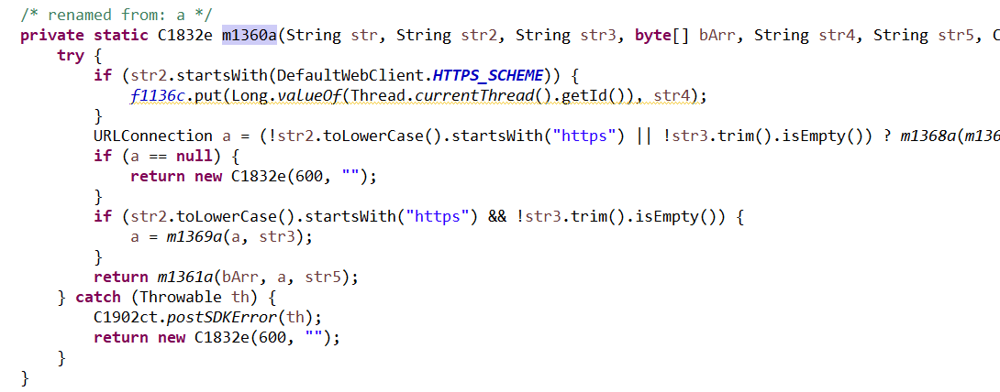 /* renamed from: a */
private static C1832e m1360a(String str, String str2, String str3, byte[] bArr, String str4, String str5, C
try {
if (str2.startsWith(DefaultWebClient.HTTPS_SCHEME)) {
f1136c.put(Long.valueOf(Thread.currentThread().getId()), str4);
}
URLConnection a = (!str2.toLowerCase().startsWith("https") || !str3.trim().isEmpty()) ? m1368a(m136
if (a == null) {
return new C1832e(600, "");
}
if (str2.toLowerCase().startsWith("https") && !str3.trim().isEmpty()) {
a = m1369a(a, str3);
}
return m1361a(bArr, a, str5);
} catch (Throwable th) {
C1902ct.postSDKError(th);
return new C1832e(600, "");
}
}